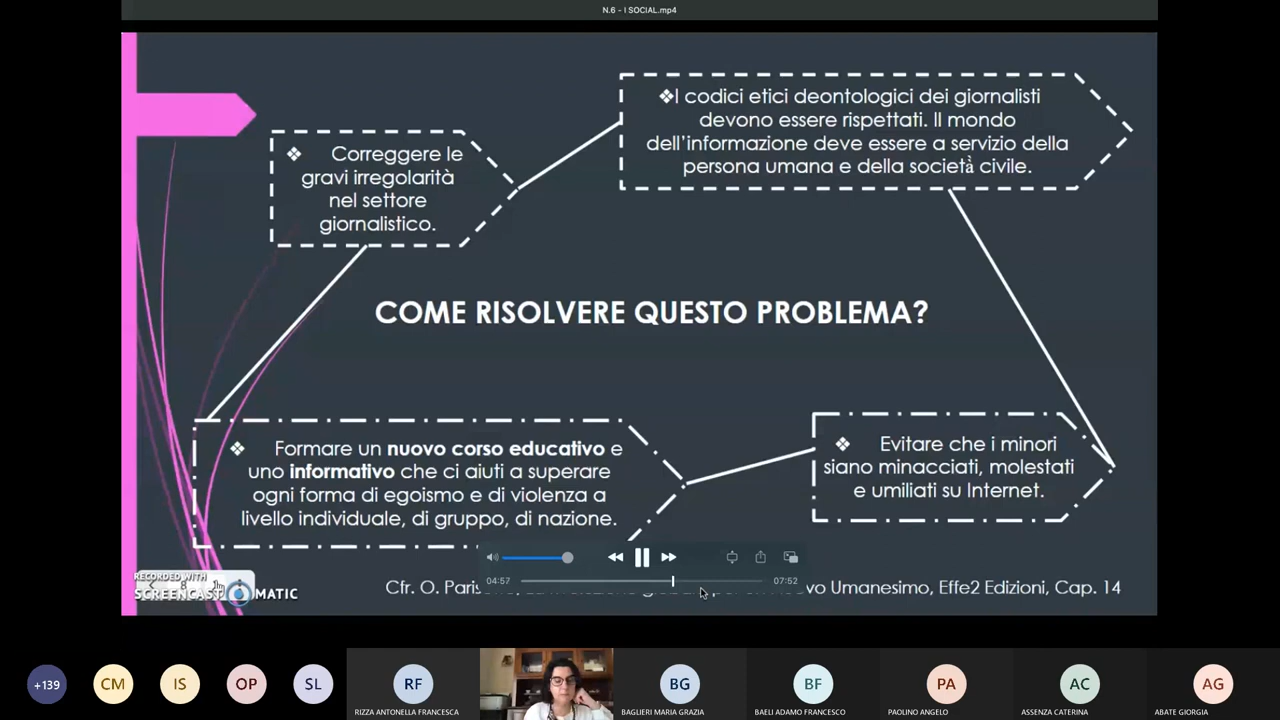 N.6 - I SOCIAL.mp4
❖I codici etici deontologici dei giornalisti
devono essere rispettati. Il mondo
dell'informazione deve essere a servizio della
persona umana e della società civile.
❖ Correggere le
gravi irregolarità
nel settore
giornalistico.
COME RISOLVERE QUESTO PROBLEMA?
❖ Formare un nuovo corso educativo e
uno informativo che ci aiuti a superare
ogni forma di egoismo e di violenza a
livello individuale, di gruppo, di nazione.
❖ Evitare che i minori
siano minacciati, molestati
e umiliati su Internet.
04:57
07:52
RECORDED WITH
SCREENCAST MATIC
Cfr. O. Umanesimo, Effe2 Edizioni, Cap. 14
+139
CM
IS
OP
SL
RF
BG
BF
PA
AC
AG
RIZZA ANTONELLA FRANCESCA
BAGLIERI MARIA GRAZIA
BAELI ADAMO FRANCESCO
PAOLINO ANGELO
ASSENZA CATERINA
ABATE GIORGIA